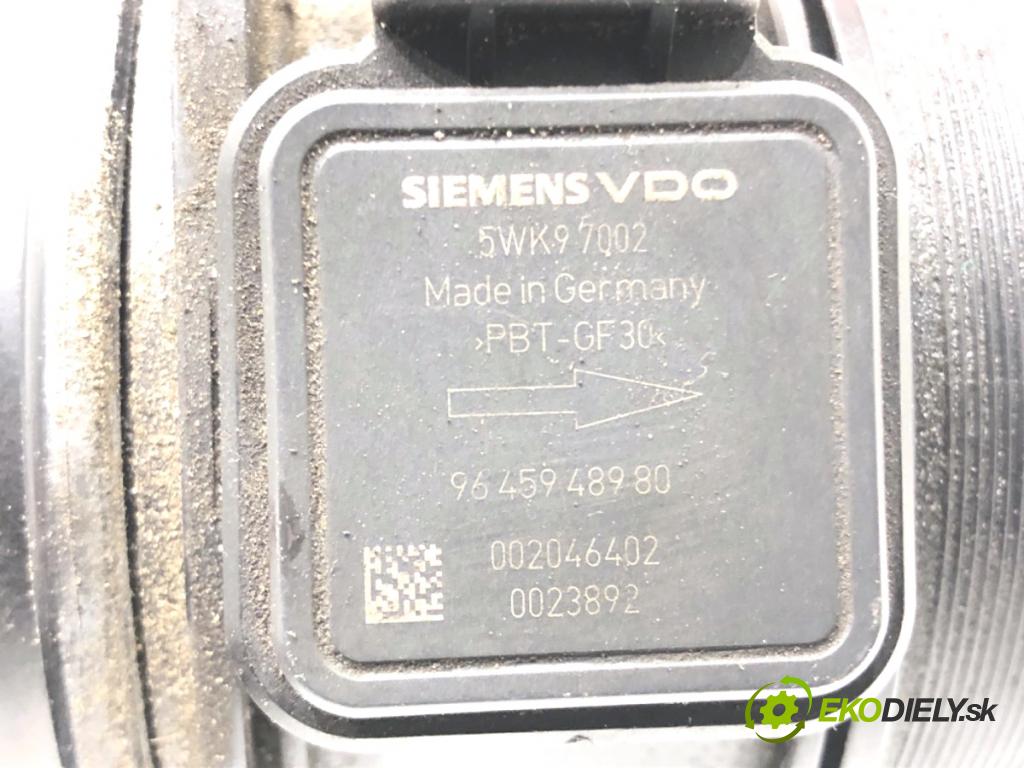 SIEMENS VDO
5WK9 7002
Made in Germany
›PBT-GF30‹
96 459 489 80
002046402
0023892
EKODIELY.sk